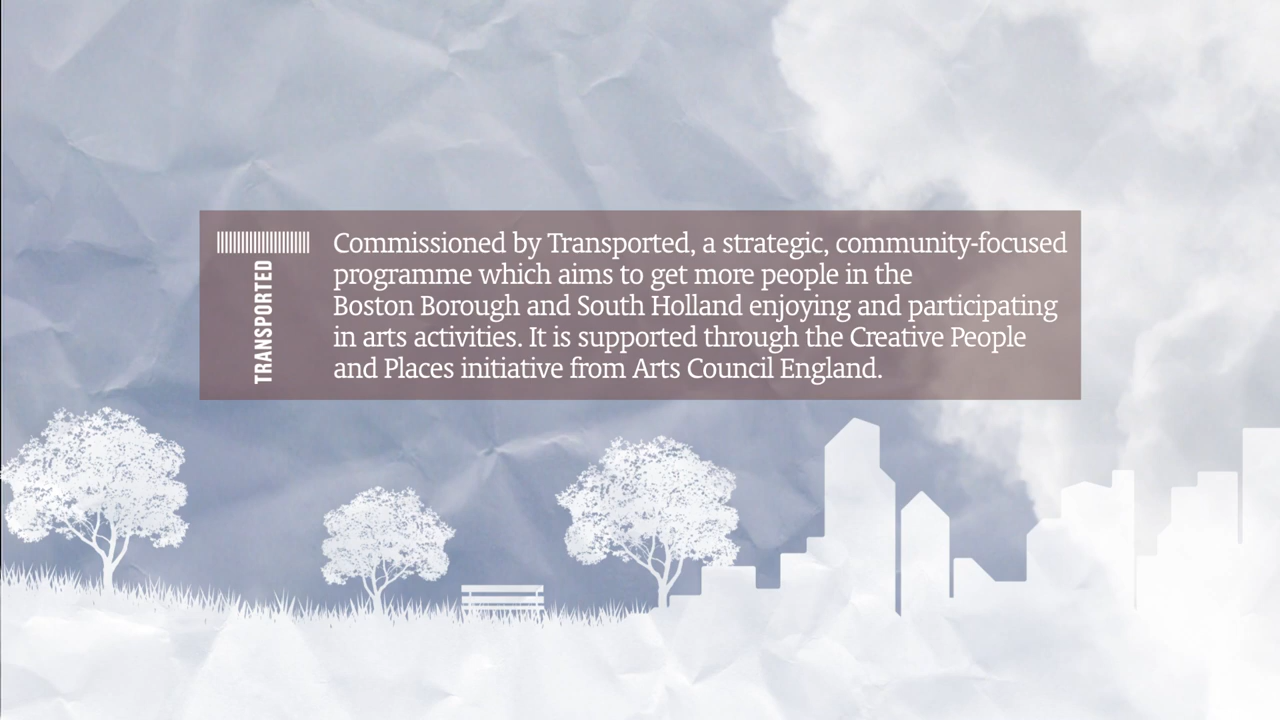 TRANSPORTED
Commissioned by Transported, a strategic, community-focused
programme which aims to get more people in the
Boston Borough and South Holland enjoying and participating
in arts activities. It is supported through the Creative People
and Places initiative from Arts Council England.